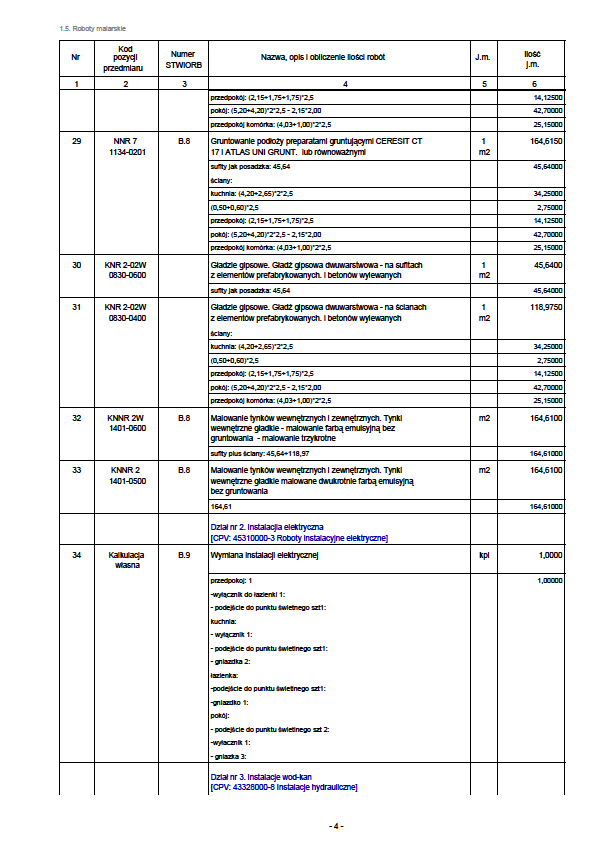 1.5. Roboty malarskie
Nr Kod pozycji przedmiaru Numer STWIORB Nazwa, opis i obliczenie ilości robót J.m. Ilość j.m.
1 2 3 4 5 6
przedpokój: (2,15+1,75+1,75)*2,5 14,12500
pokój: (5,20+4,20)*2*2,5 - 2,15*2,00 42,70000
przedpokój komórka: (4,03+1,00)*2*2,5 25,15000
29 NNR 7 B.8 Gruntowanie podłoży preparatami gruntującymi CERESIT CT 1 164,6150
1134-0201 17 i ATLAS UNI GRUNT. lub równoważnymi m2
sufity jak posadzka: 45,64 45,64000
ściany:
kuchnia: (4,20+2,65)*2*2,5 34,25000
(0,50+0,60)*2,5 2,75000
przedpokój: (2,15+1,75+1,75)*2,5 14,12500
pokój: (5,20+4,20)*2*2,5 - 2,15*2,00 42,70000
przedpokój komórka: (4,03+1,00)*2*2,5 25,15000
30 KNR 2-02W Gładzie gipsowe. Gładź gipsowa dwuwarstwowa - na sufitach 1 45,6400
0830-0600 z elementów prefabrykowanych. i betonów wylewanych m2
sufity jak posadzka: 45,64 45,64000
31 KNR 2-02W Gładzie gipsowe. Gładź gipsowa dwuwarstwowa - na ścianach 1 118,9750
0830-0400 z elementów prefabrykowanych. i betonów wylewanych m2
ściany:
kuchnia: (4,20+2,65)*2*2,5 34,25000
(0,50+0,60)*2,5 2,75000
przedpokój: (2,15+1,75+1,75)*2,5 14,12500
pokój: (5,20+4,20)*2*2,5 - 2,15*2,00 42,70000
przedpokój komórka: (4,03+1,00)*2*2,5 25,15000
32 KNNR 2W B.8 Malowanie tynków wewnętrznych i zewnętrznych. Tynki m2 164,6100
1401-0600 wewnętrzne gładkie - malowanie farbą emulsyjną bez
gruntowania - malowanie trzykrotne
sufity plus ściany: 45,64+118,97 164,61000
33 KNNR 2 B.8 Malowanie tynków wewnętrznych i zewnętrznych. Tynki m2 164,6100
1401-0500 wewnętrzne gładkie malowane dwukrotnie farbą emulsyjną
bez gruntowania
164,61 164,61000
Dział nr 2. Instalacjia elektryczna
[CPV: 45310000-3 Roboty instalacyjne elektryczne]
34 Kalkulacja B.9 Wymiana instalacji elektrycznej kpl 1,0000
własna
przedpokoj: 1 1,00000
-wyłącznik do łazienki 1:
- podejście do punktu świetnego szt1:
kuchnia:
- wyłącznik 1:
- podejście do punktu świetlnego szt1:
- gniazdka 2:
łazienka:
-podejście do punktu świetlnego szt1:
-gniazdko 1:
pokój:
- podejście do punktu świetlnego szt 2:
-wyłacznik 1:
- gniazka 3:
Dział nr 3. Instalacje wod-kan
[CPV: 43328000-8 Instalacje hydrauliczne]
- 4 -